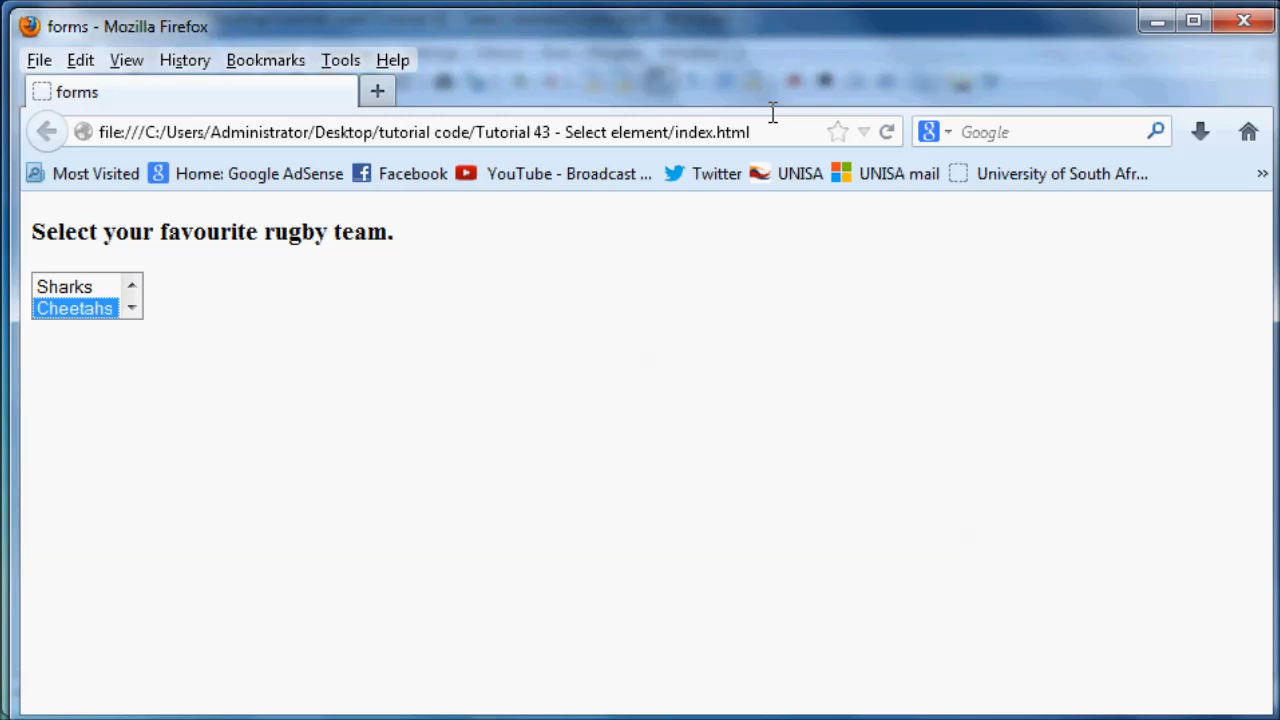 forms - Mozilla Firefox
File Edit View History Bookmarks Tools Help
forms
file:///C:/Users/Administrator/Desktop/tutorial code/Tutorial 43 - Select element/index.html Google
Most Visited Home: Google AdSense Facebook YouTube - Broadcast ... Twitter UNISA UNISA mail University of South Afr...
Select your favourite rugby team.
Sharks
Cheetahs